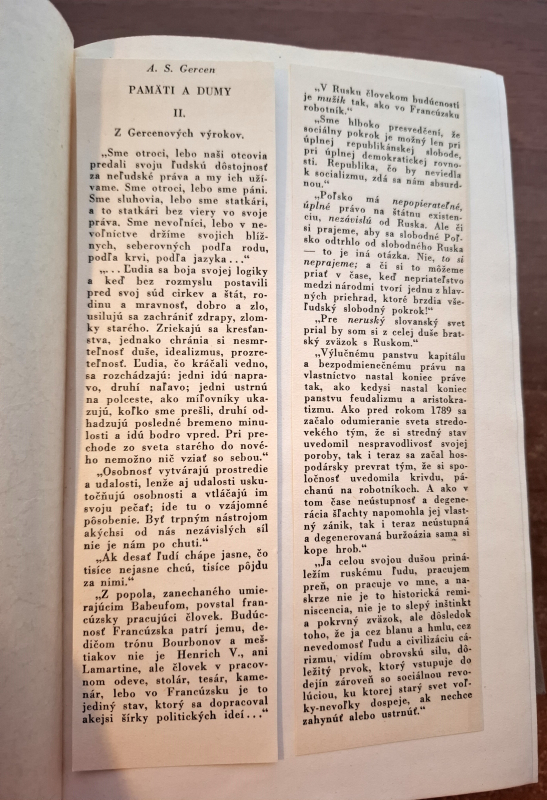 A. S. Gercen
PAMÄTI A DUMY
II.
Z Gercenových výrokov.
„Sme otroci, lebo naši otcovia
predali svoju ľudskú dôstojnosť
za neľudské práva a my ich uží-
vame. Sme otroci, lebo sme páni.
Sme sluhovia, lebo sme statkári,
a to statkári bez viery vo svoje
práva. Sme nevoľníci, lebo v ne-
voľníctve držíme svojich blíž-
nych, seberovných podľa rodu,
podľa krvi, podľa jazyka...“
„... Ľudia sa boja svojej logiky
a keď bez rozmyslu postavili
pred svoj súd cirkev a štát, ro-
dinu a mravnosť, dobro a zlo,
usilujú sa zachrániť zdrapy, zlom-
ky starého. Zriekajú sa kresťan-
stva, jednako chránia si nesmr-
teľnosť duše, idealizmus, prozre-
teľnosť. Ľudia, čo kráčali vedno,
sa rozchádzajú: jedni idú napra-
vo, druhí naľavo; jedni ustrnú
na polceste, ako míľovníky uka-
zujú, koľko sme prešli, druhí od-
hadzujú posledné bremeno minu-
losti a idú bodro vpred. Pri pre-
chode zo sveta starého do nové-
ho nemožno nič vziať so sebou.“
„Osobnosť vytvárajú prostredie
a udalosti, lenže aj udalosti usku-
točňujú osobnosti a vtláčajú im
svoju pečať; ide tu o vzájomné
pôsobenie. Byť trpným nástrojom
akýchsi od nás nezávislých síl
nie je nám po chuti.“
„Ak desať ľudí chápe jasne, čo
tisíce nejasne chcú, tisíce pôjdu
za nimi.“
„Z popola, zanechaného umie-
rajúcim Babeufom, povstal fran-
cúzsky pracujúci človek. Budúc-
nosť Francúzska patrí jemu, de-
dičom trónu Bourbonov a meš-
tiakov nie je Henrich V., ani
Lamartine, ale človek v pracov-
nom odeve, stolár, tesár, kame-
nár, lebo vo Francúzsku je to
jediný stav, ktorý sa dopracoval
akejsi šírky politických ideí...“
„V Rusku človekom budúcnosti
je mužik tak, ako vo Francúzsku
robotník.“
„Sme hlboko presvedčení, že
sociálny pokrok je možný len pri
úplnej republikánskej slobode,
pri úplnej demokratickej rovno-
sti. Republika, čo by neviedla
k socializmu, zdá sa nám absurd-
nou.“
„Poľsko má nepopierateľné,
úplné právo na štátnu existen-
ciu, nezávislú od Ruska. Ale či
si prajeme, aby sa slobodné Poľ-
sko odtrhlo od slobodného Ruska
— to je iná otázka. Nie, to si
neprajeme; a či si to môžeme
priať v čase, keď nepriateľstvo
medzi národmi tvorí jednu z hlav-
ných priehrad, ktoré brzdia vše-
ľudský slobodný pokrok!“
„Pre neruský slovanský svet
prial by som si z celej duše brat-
ský zväzok s Ruskom.“
„Výlučnému panstvu kapitálu
a bezpodmienečnému právu na
vlastníctvo nastal koniec práve
tak, ako kedysi nastal koniec
panstvu feudalizmu a aristokra-
tizmu. Ako pred rokom 1789 sa
začalo odumieranie sveta stredo-
vekého tým, že si stredný stav
uvedomil nespravodlivosť svojej
poroby, tak i teraz sa začal ho-
spodársky prevrat tým, že si spo-
ločnosť uvedomila krivdu, pá-
chanú na robotníkoch. A ako v
tom čase neústupnosť a degene-
rácia šľachty napomohla jej vlast-
ný zánik, tak i teraz neústupná
a degenerovaná buržoázia sama si
kope hrob.“
„Ja celou svojou dušou priná-
ležím ruskému ľudu, pracujem
preň, on pracuje vo mne, a na-
skrze nie je to historická remi-
niscencia, nie je to slepý inštinkt
a pokrvný zväzok, ale dôsledok
toho, že ja cez blanu a hmlu, cez
nevedomosť ľudu a civilizáciu cá-
rizmu, vidím obrovskú silu, dô-
ležitý prvok, ktorý vstupuje do
dejín zároveň so sociálnou revo-
lúciou, ku ktorej starý svet voľ-
ky-nevoľky dospeje, ak nechce
zahynúť alebo ustrnúť.“